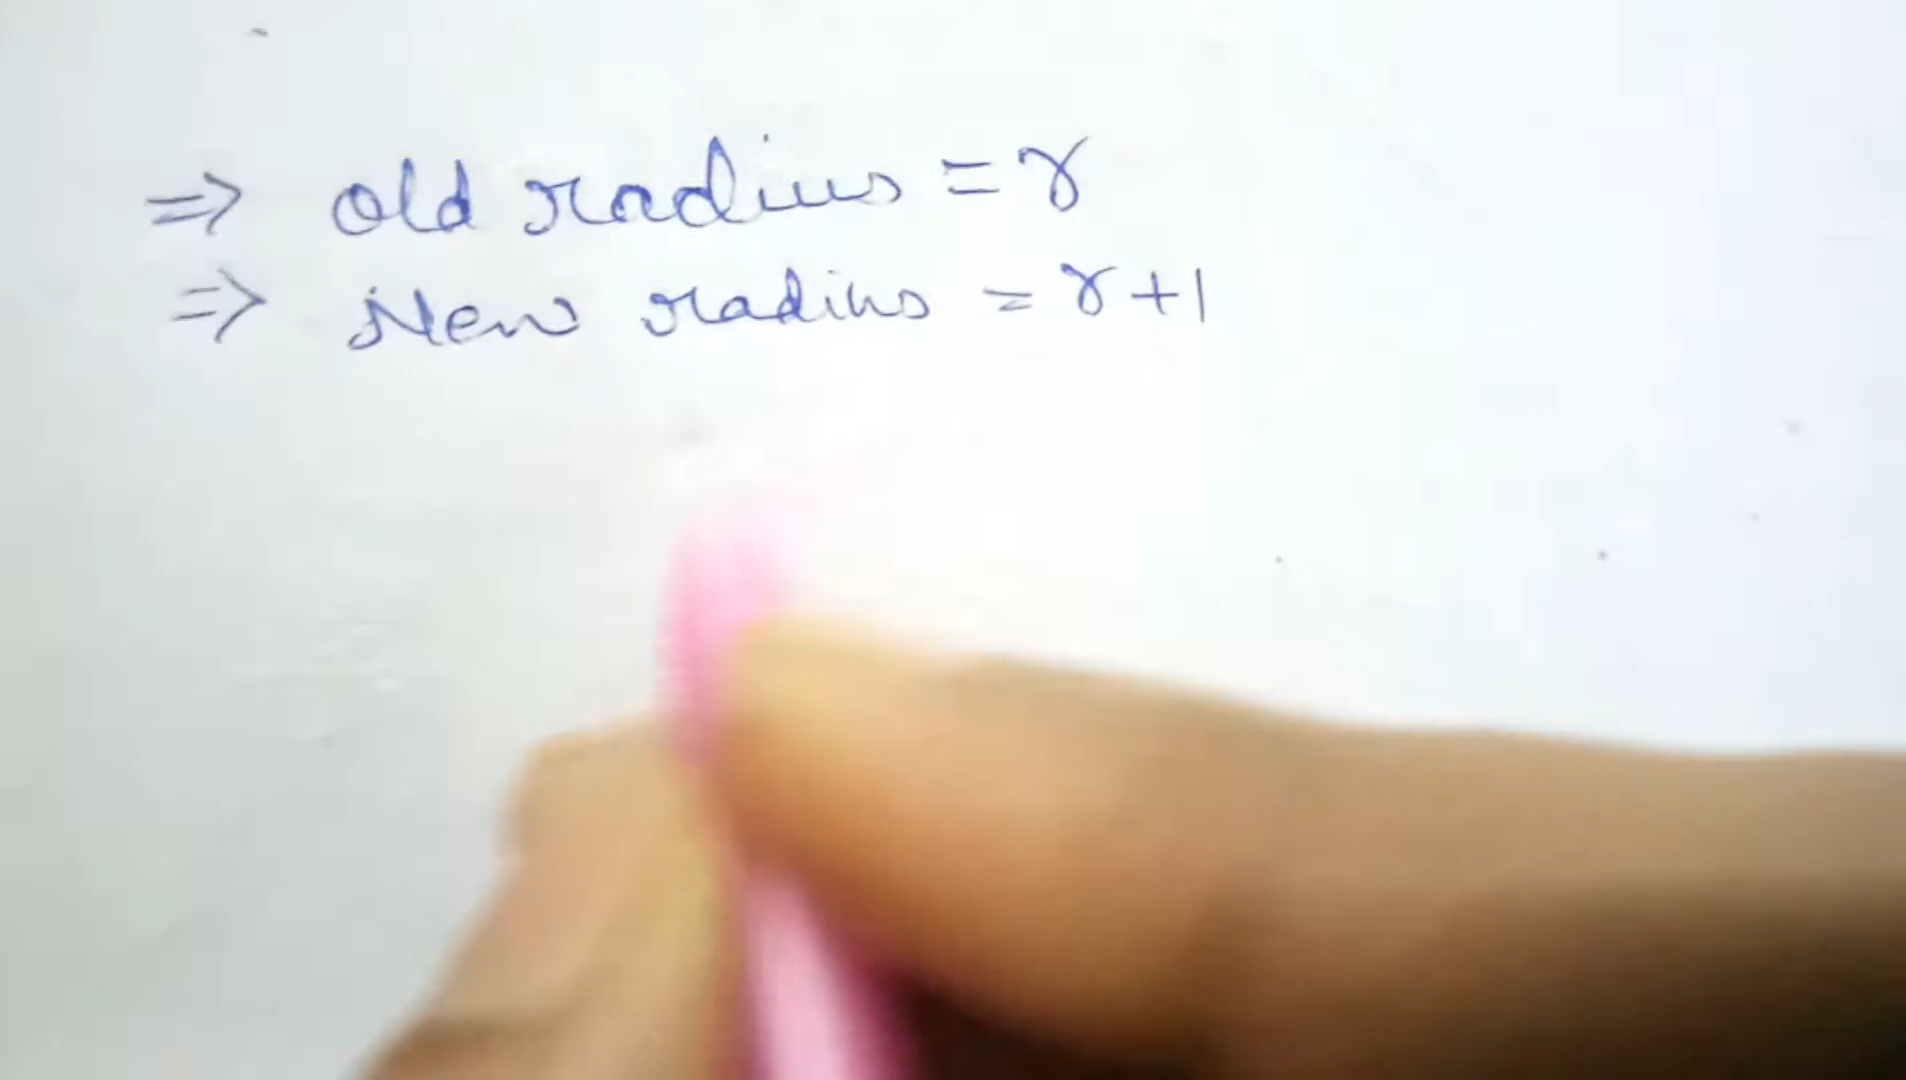 ⇒ old radius = r
⇒ New radius = r + 1